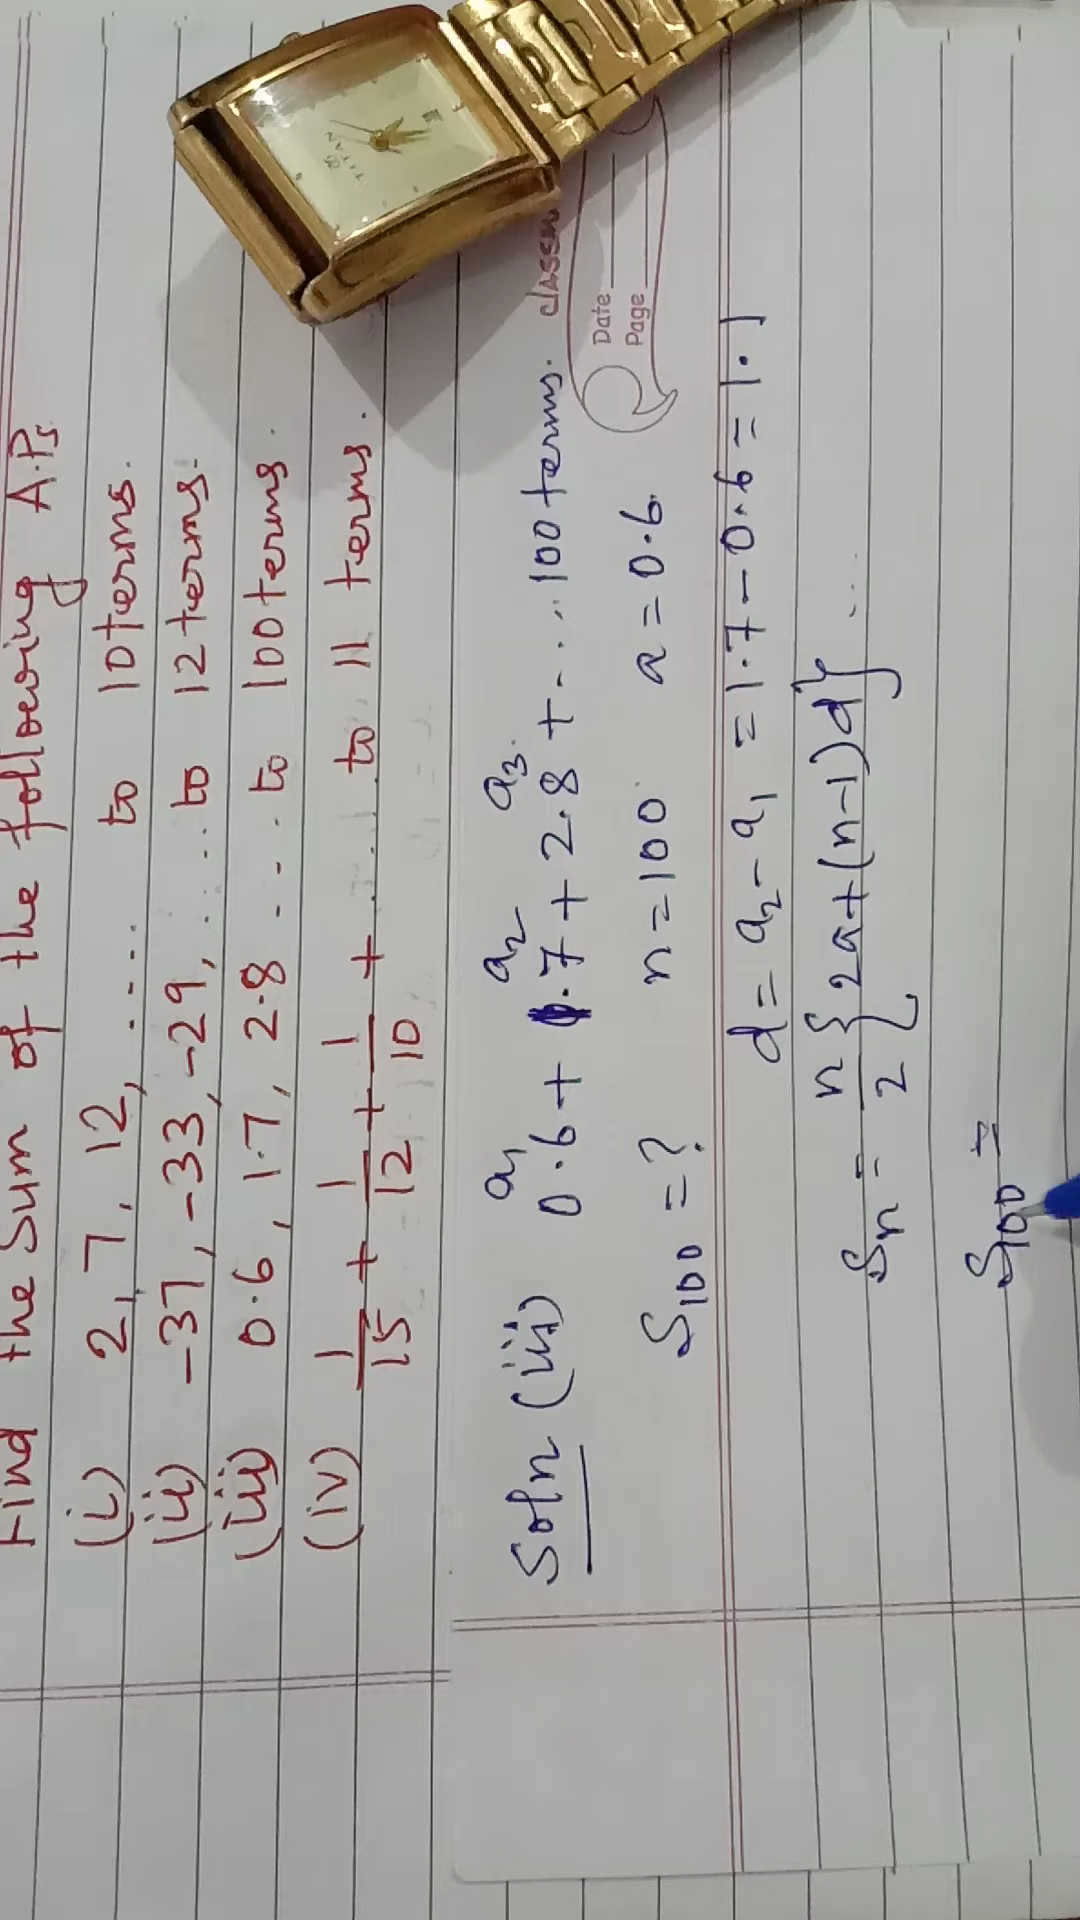 Find the Sum of the following A.Ps
(i) 2, 7, 12, .... to 10 terms.
(ii) -37, -33, -29, .... to 12 terms.
(iii) 0.6, 1.7, 2.8 - - . . to 100 terms.
(iv) 1/15 + 1/12 + 1/10 + ..... to 11 terms.
TITAN
Date
Page
a1 a2 a3
Soln (iii) 0.6 + 1.7 + 2.8 + .... 100 terms.
S100 = ? n = 100 a = 0.6
d = a2 - a1 = 1.7 - 0.6 = 1.1
Sn = n/2 { 2a + (n-1)d } ...
S100 =